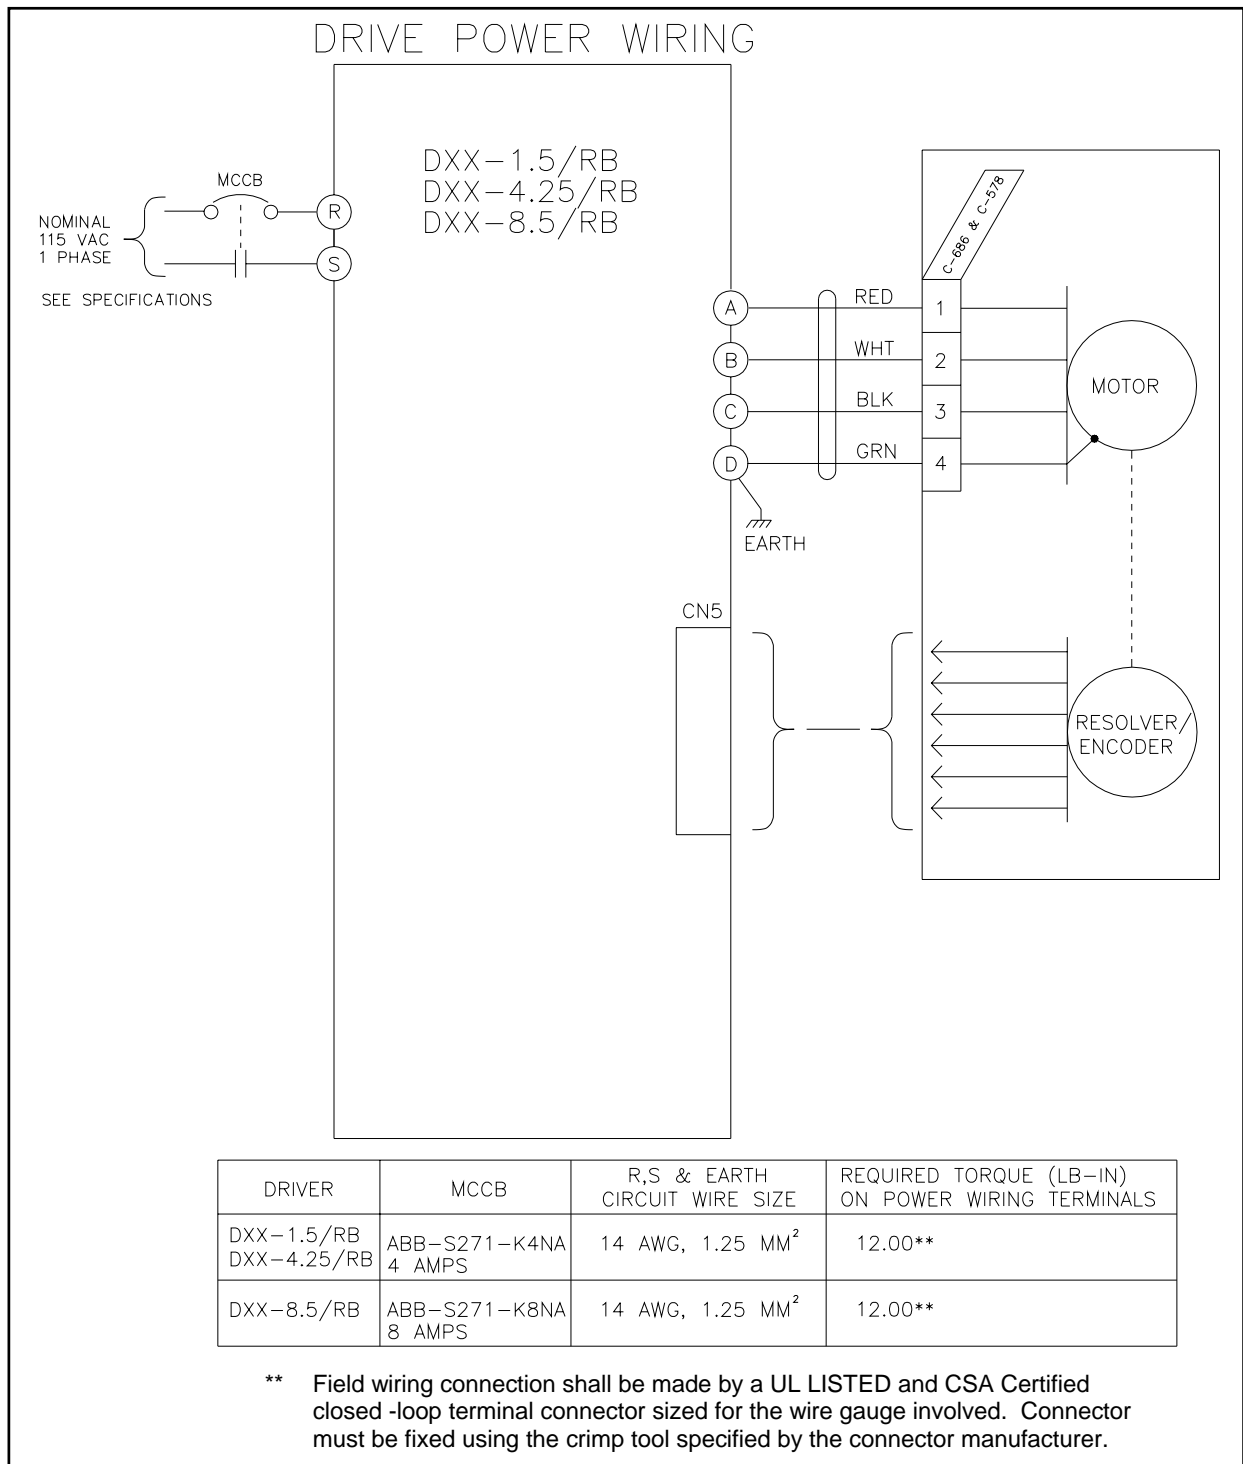 DRIVE POWER WIRING
DXX-1.5/RB
DXX-4.25/RB
DXX-8.5/RB
MCCB
NOMINAL
115 VAC
1 PHASE
SEE SPECIFICATIONS
R
S
C-686 & C-578
A
RED
1
B
WHT
2
C
BLK
3
D
GRN
4
MOTOR
EARTH
CN5
RESOLVER/
ENCODER
DRIVER
MCCB
R,S & EARTH
CIRCUIT WIRE SIZE
REQUIRED TORQUE (LB-IN)
ON POWER WIRING TERMINALS
DXX-1.5/RB
DXX-4.25/RB
ABB-S271-K4NA
4 AMPS
14 AWG, 1.25 MM²
12.00**
DXX-8.5/RB
ABB-S271-K8NA
8 AMPS
14 AWG, 1.25 MM²
12.00**
** Field wiring connection shall be made by a UL LISTED and CSA Certified
closed -loop terminal connector sized for the wire gauge involved. Connector
must be fixed using the crimp tool specified by the connector manufacturer.